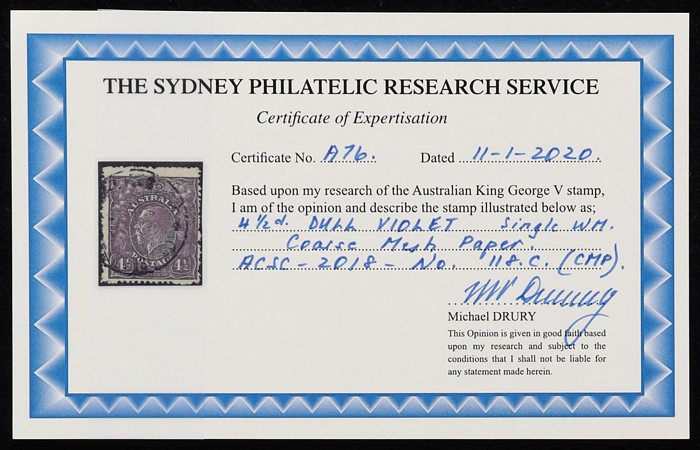 THE SYDNEY PHILATELIC RESEARCH SERVICE
Certificate of Expertisation
Certificate No. A76. Dated 11-1-2020.
Based upon my research of the Australian King George V stamp,
I am of the opinion and describe the stamp illustrated below as;
4½d. DULL VIOLET Single WM.
Coarse Mesh Paper.
ACSC-2018-No. 118.C. (CMP).
Michael DRURY
This Opinion is given in good faith based
upon my research and subject to the
conditions that I shall not be liable for
any statement made herein.
AUSTRALIA
4½ 4½
POSTAGE